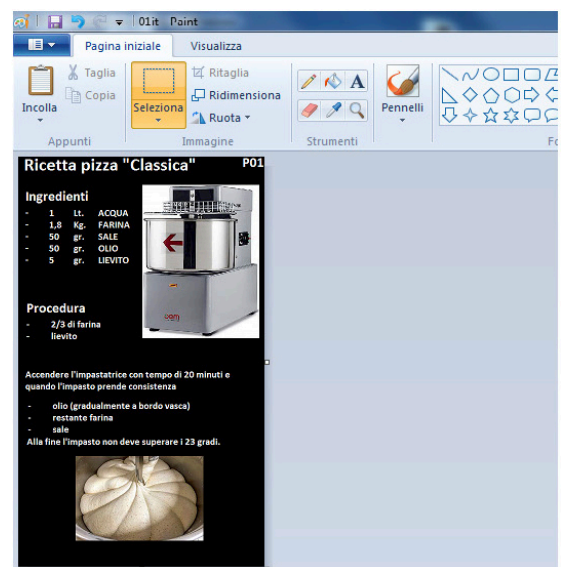 01it Paint
Pagina iniziale Visualizza
Incolla
Taglia
Copia
Appunti
Seleziona
Ritaglia
Ridimensiona
Ruota
Immagine
A
Strumenti
Pennelli
Ricetta pizza "Classica" P01
Ingredienti
- 1 Lt. ACQUA
- 1,8 Kg. FARINA
- 50 gr. SALE
- 50 gr. OLIO
- 5 gr. LIEVITO
Procedura
- 2/3 di farina
- lievito
Accendere l'impastatrice con tempo di 20 minuti e
quando l'impasto prende consistenza
- olio (gradualmente a bordo vasca)
- restante farina
- sale
Alla fine l'impasto non deve superare i 23 gradi.